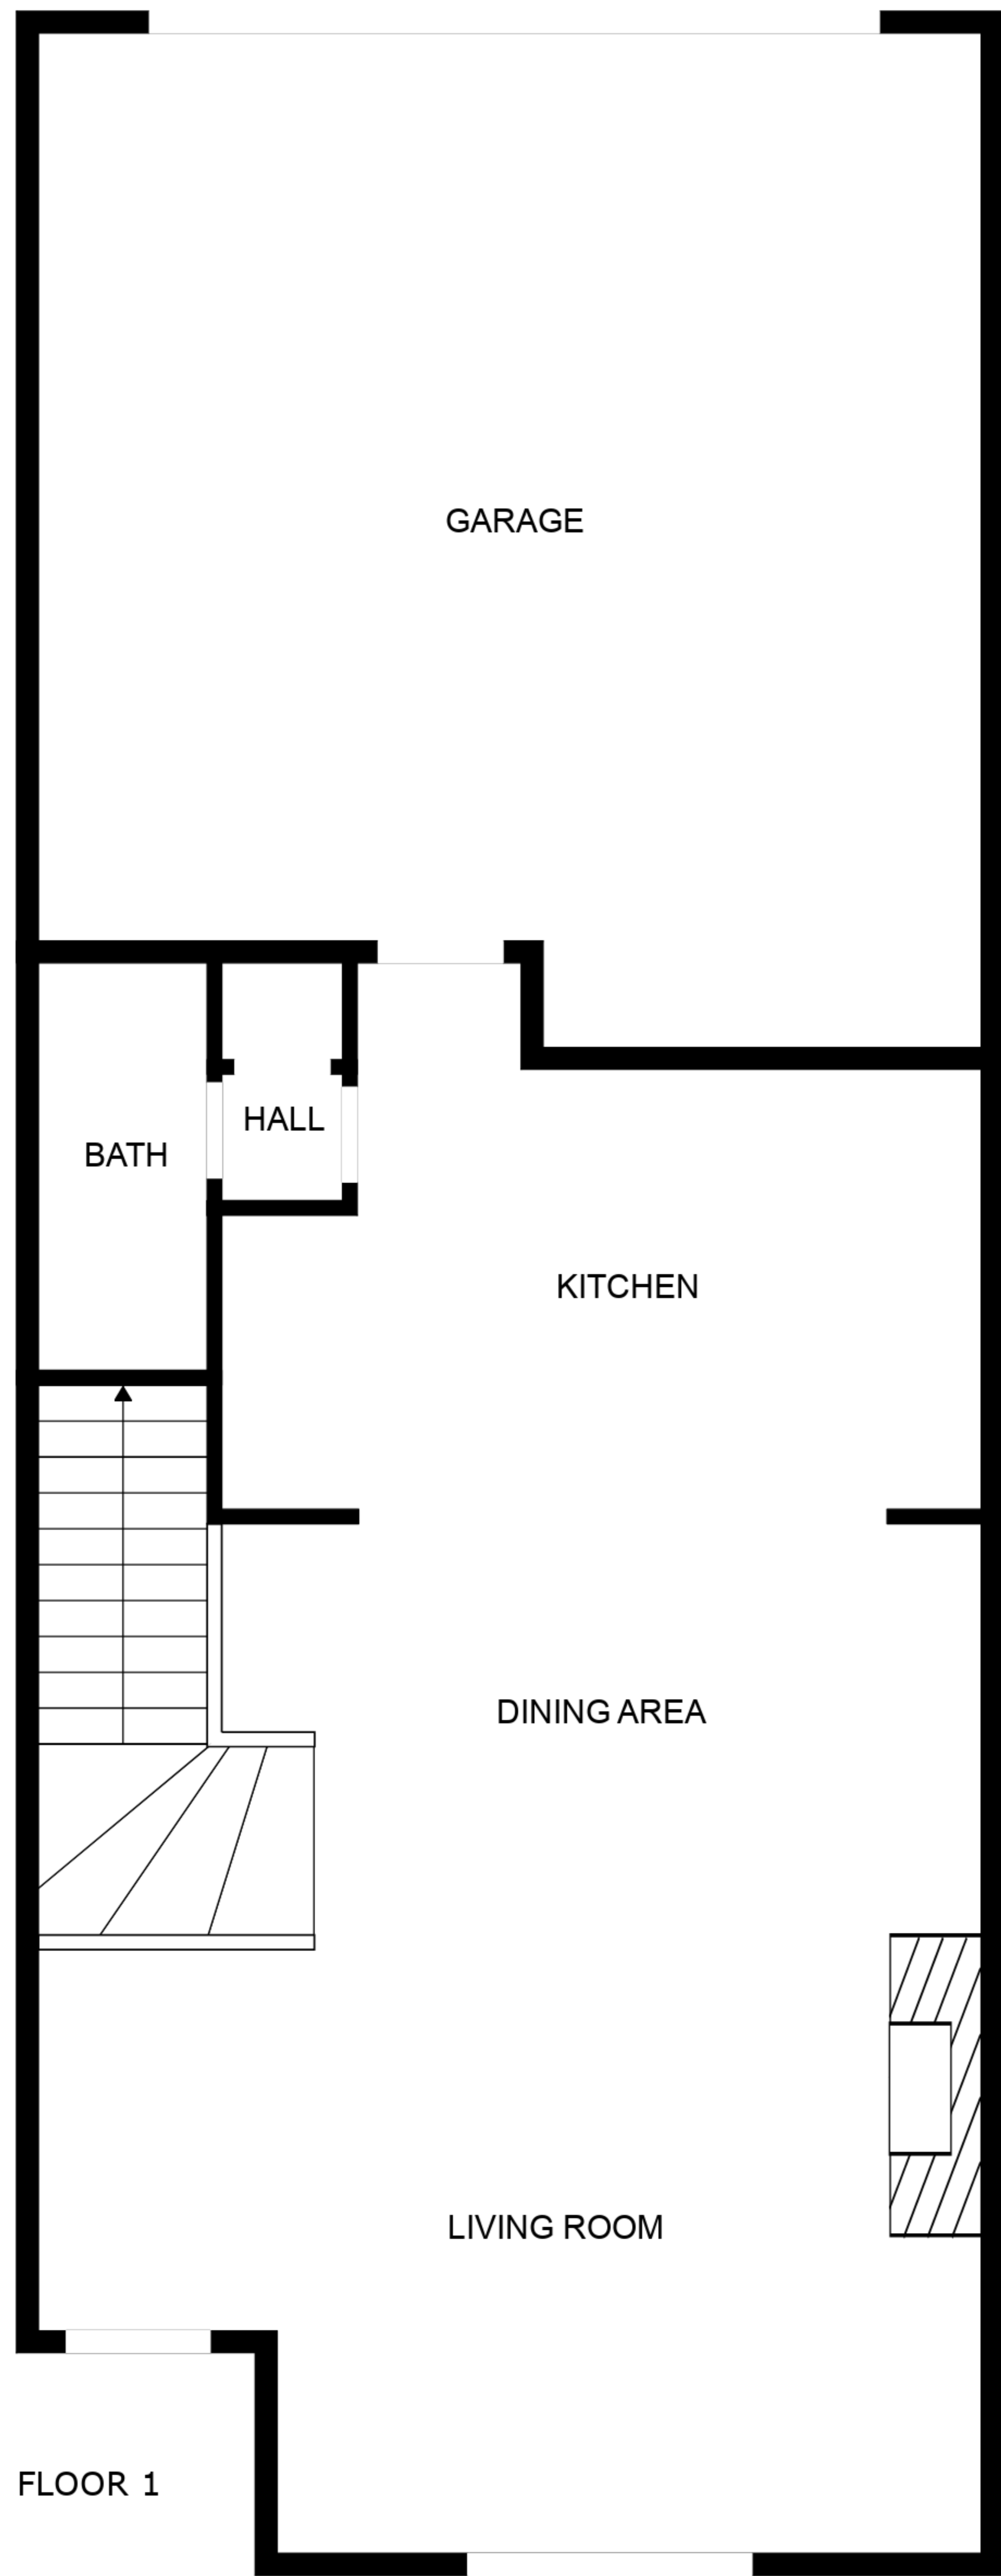 GARAGE
HALL
BATH
KITCHEN
DINING AREA
LIVING ROOM
FLOOR 1